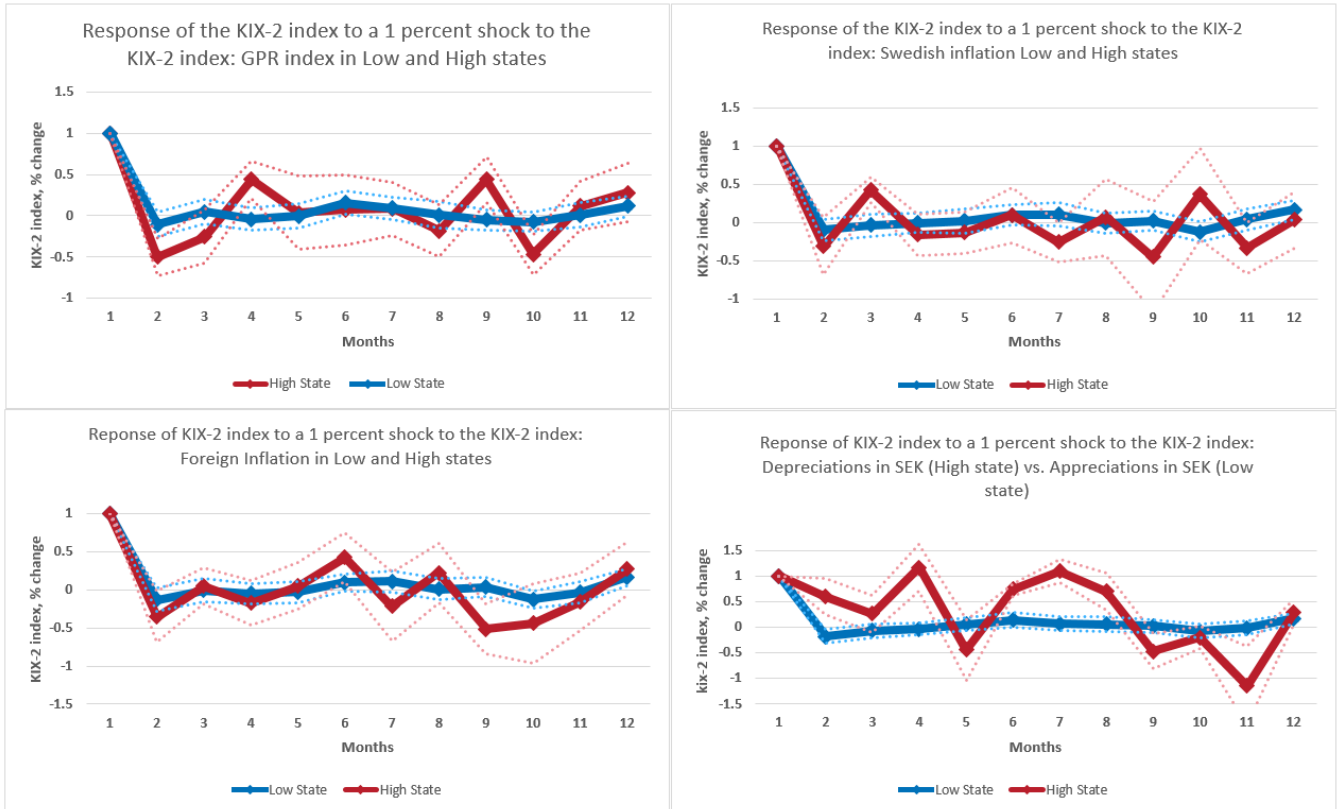 Response of the KIX-2 index to a 1 percent shock to the
KIX-2 index: GPR index in Low and High states
KIX-2 index, % change
1.5
1
0.5
0
-0.5
-1
1 2 3 4 5 6 7 8 9 10 11 12
Months
High State Low State
Response of the KIX-2 index to a 1 percent shock to the KIX-2
index: Swedish inflation Low and High states
KIX-2 index, % change
1.5
1
0.5
0
-0.5
-1
1 2 3 4 5 6 7 8 9 10 11 12
Months
Low State High State
Reponse of KIX-2 index to a 1 percent shock to the KIX-2 index:
Foreign Inflation in Low and High states
KIX-2 index, % change
1
0.5
0
-0.5
-1
-1.5
1 2 3 4 5 6 7 8 9 10 11 12
Months
Low State High State
Reponse of KIX-2 index to a 1 percent shock to the KIX-2 index:
Depreciations in SEK (High state) vs. Appreciations in SEK (Low
state)
kix-2 index, % change
1.5
1
0.5
0
-0.5
-1
-1.5
1 2 3 4 5 6 7 8 9 10 11 12
Months
Low State High State